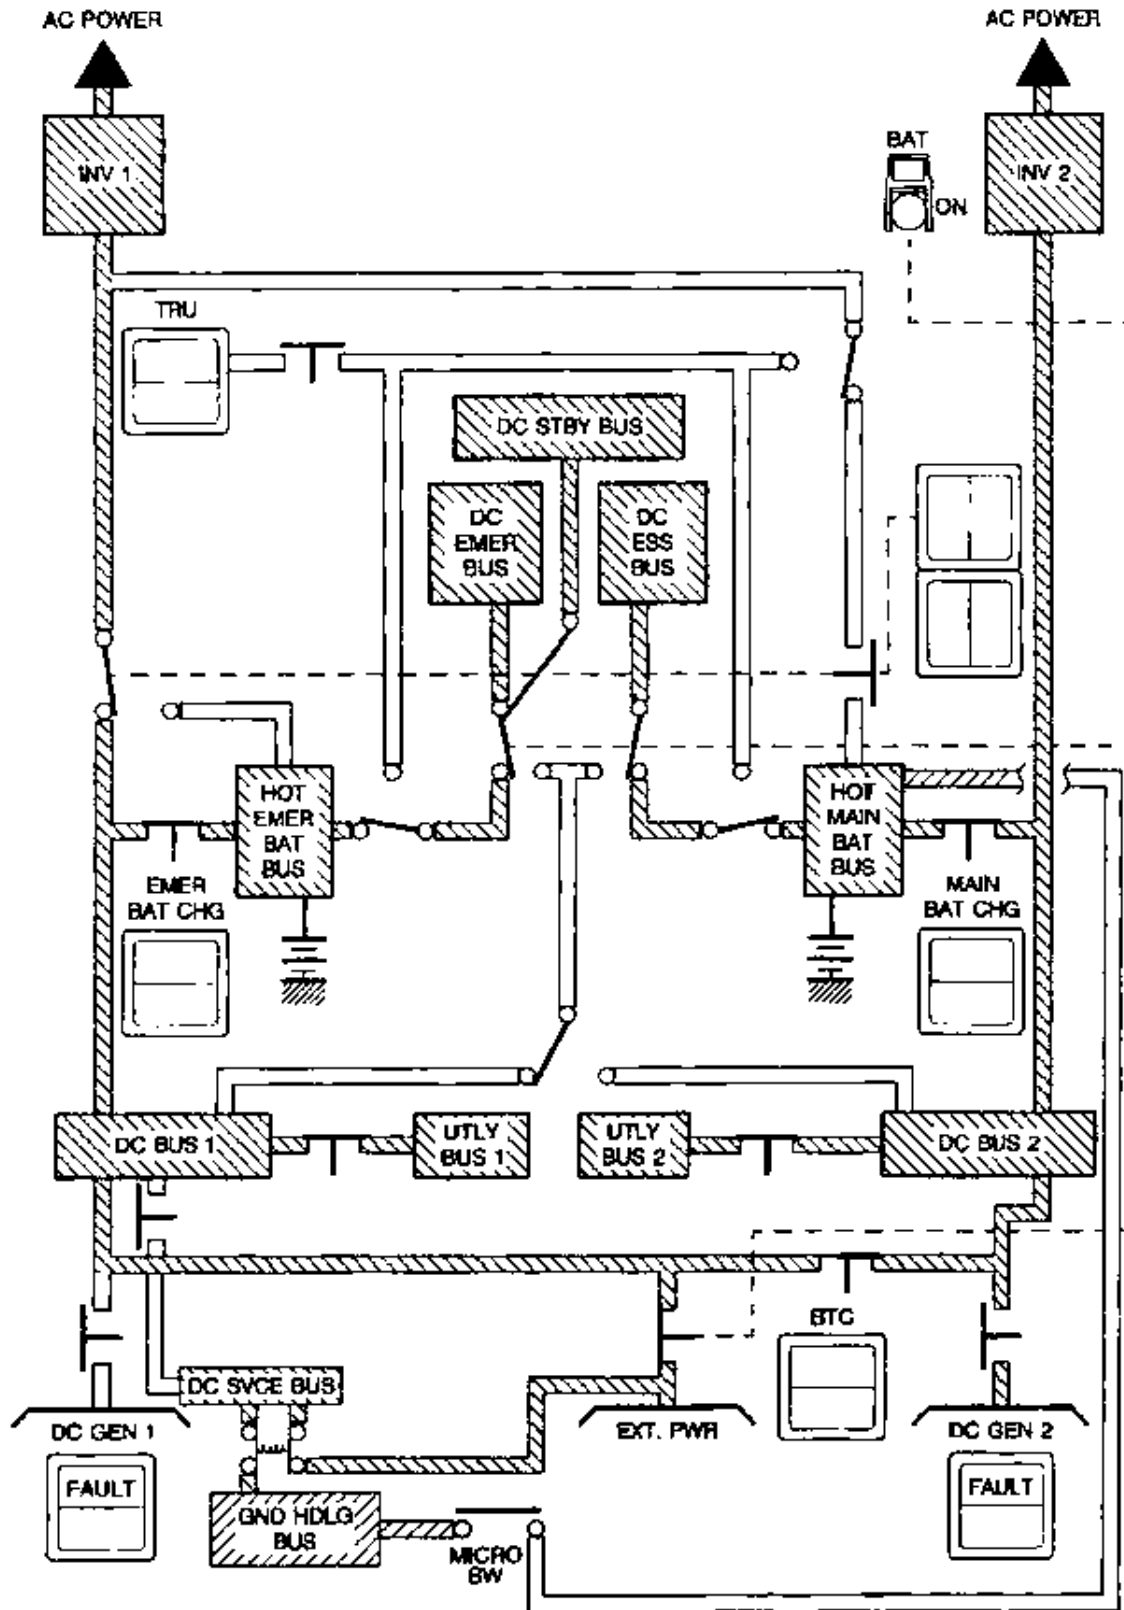 AC POWER
AC POWER
INV 1
BAT
INV 2
ON
TRU
DC STBY BUS
DC
EMER
BUS
DC
ESS
BUS
HOT
EMER
BAT
BUS
HOT
MAIN
BAT
BUS
EMER
BAT CHG
MAIN
BAT CHG
DC BUS 1
UTLY
BUS 1
UTLY
BUS 2
DC BUS 2
BTC
DC SVCE BUS
DC GEN 1
EXT. PWR
DC GEN 2
FAULT
FAULT
GND HDLG
BUS
MICRO
SW